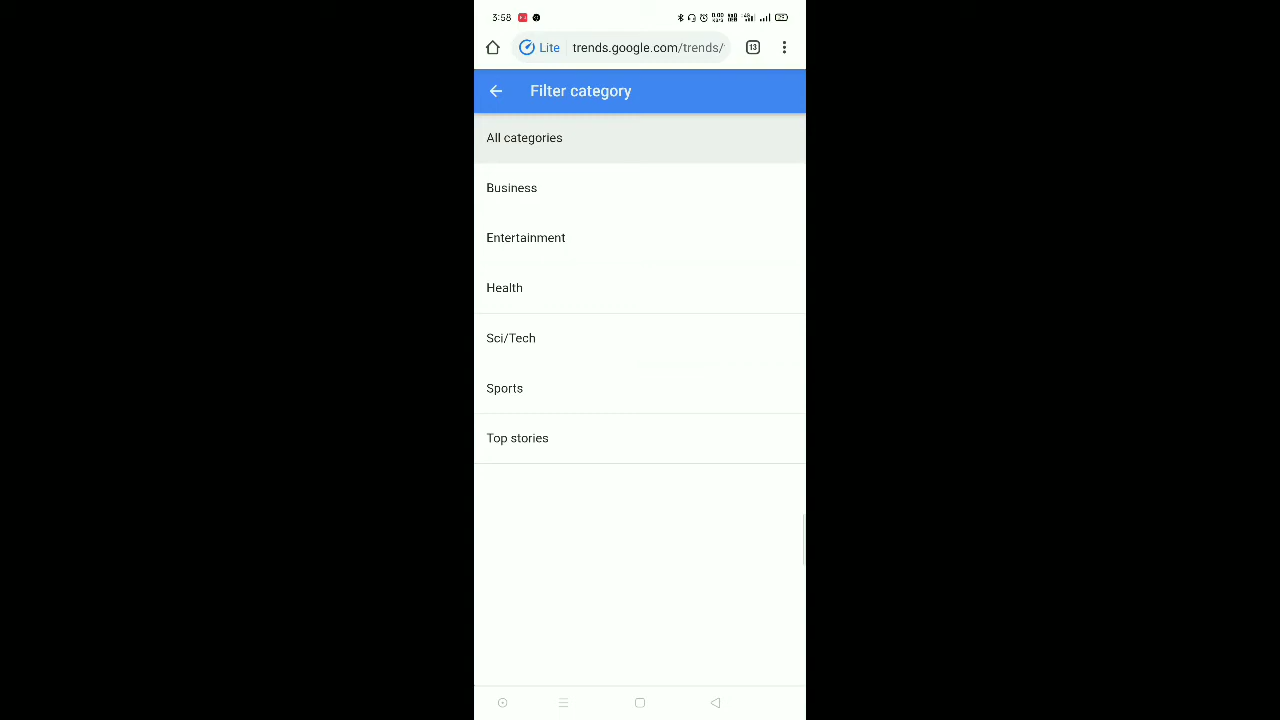 3:58
Lite trends.google.com/trends/ 13
Filter category
All categories
Business
Entertainment
Health
Sci/Tech
Sports
Top stories